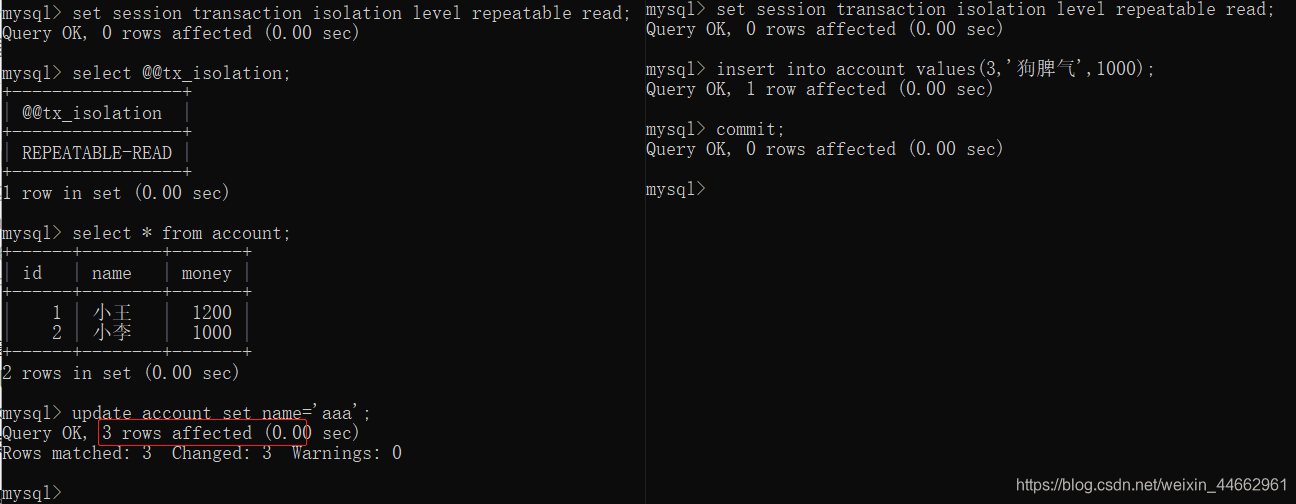 mysql> set session transaction isolation level repeatable read;
Query OK, 0 rows affected (0.00 sec)
mysql> select @@tx_isolation;
+-----------------+
| @@tx_isolation  |
+-----------------+
| REPEATABLE-READ |
+-----------------+
1 row in set (0.00 sec)
mysql> select * from account;
+------+--------+-------+
| id   | name   | money |
+------+--------+-------+
|    1 | 小王   |  1200 |
|    2 | 小李   |  1000 |
+------+--------+-------+
2 rows in set (0.00 sec)
mysql> update account set name='aaa';
Query OK, 3 rows affected (0.00 sec)
Rows matched: 3  Changed: 3  Warnings: 0
mysql>
mysql> set session transaction isolation level repeatable read;
Query OK, 0 rows affected (0.00 sec)
mysql> insert into account values(3,'狗脾气',1000);
Query OK, 1 row affected (0.00 sec)
mysql> commit;
Query OK, 0 rows affected (0.00 sec)
mysql>
https://blog.csdn.net/weixin_44662961